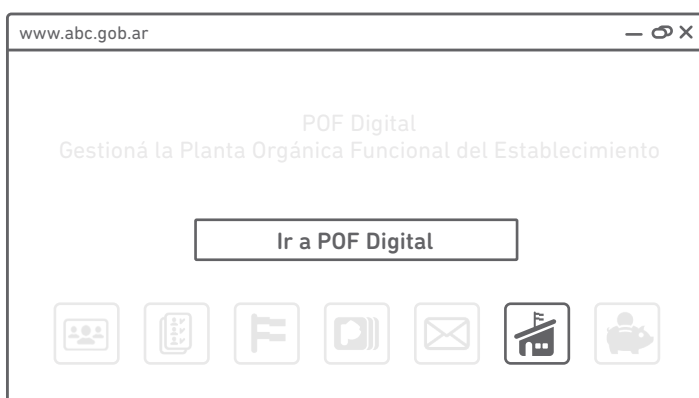 www.abc.gob.ar
POF Digital
Gestioná la Planta Orgánica Funcional del Establecimiento
Ir a POF Digital